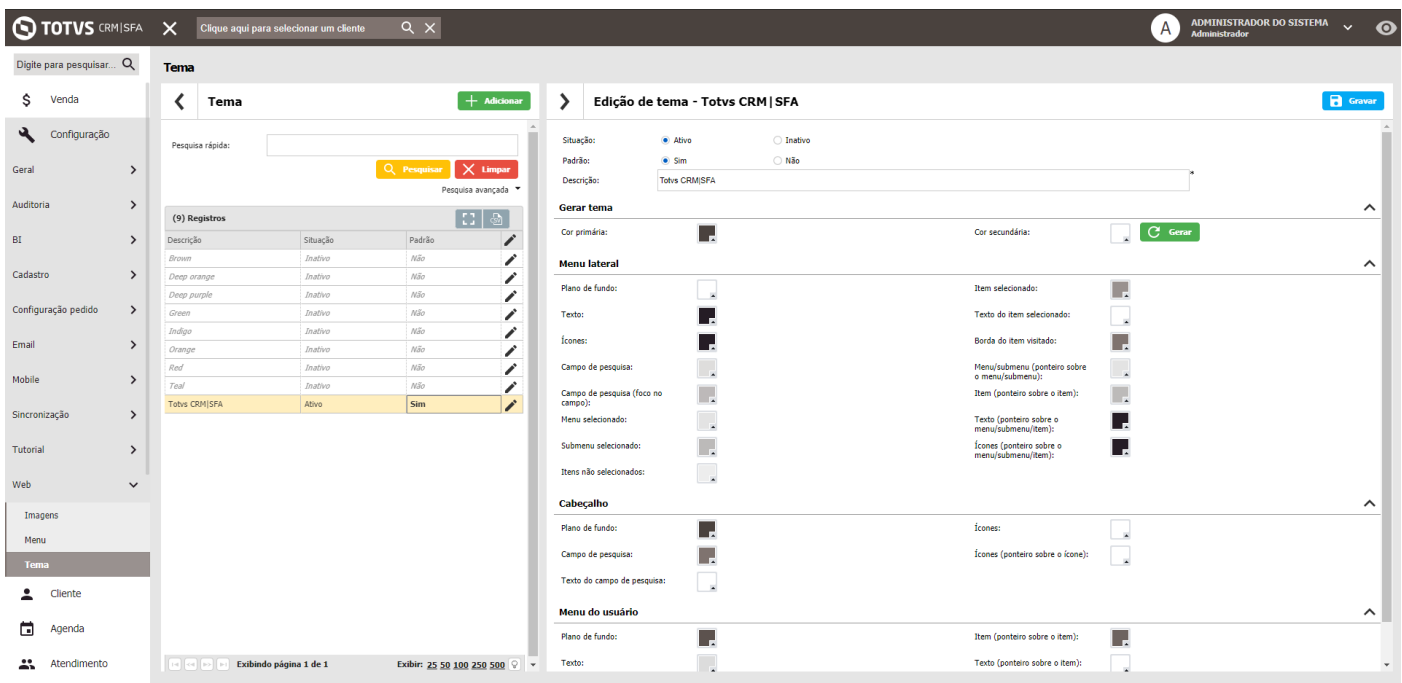 TOTVS CRM|SFA
Clique aqui para selecionar um cliente
A
ADMINISTRADOR DO SISTEMA
Administrador
Digite para pesquisar...
Venda
Configuração
Geral
Auditoria
BI
Cadastro
Configuração pedido
Email
Mobile
Sincronização
Tutorial
Web
Imagens
Menu
Tema
Cliente
Agenda
Atendimento
Tema
Tema
Adicionar
Pesquisa rápida:
Pesquisar
Limpar
Pesquisa avançada
(9) Registros
Descrição Situação Padrão
Brown Inativo Não
Deep orange Inativo Não
Deep purple Inativo Não
Green Inativo Não
Indigo Inativo Não
Orange Inativo Não
Red Inativo Não
Teal Inativo Não
Totvs CRM|SFA Ativo Sim
Exibindo página 1 de 1 Exibir: 25 50 100 250 500
Edição de tema - Totvs CRM|SFA
Gravar
Situação: Ativo Inativo
Padrão: Sim Não
Descrição: Totvs CRM|SFA *
Gerar tema
Cor primária: Cor secundária: Gerar
Menu lateral
Plano de fundo: Item selecionado:
Texto: Texto do item selecionado:
Ícones: Borda do item visitado:
Campo de pesquisa: Menu/submenu (ponteiro sobre
o menu/submenu):
Campo de pesquisa (foco no Item (ponteiro sobre o item):
campo):
Menu selecionado: Texto (ponteiro sobre o
menu/submenu/item):
Submenu selecionado: Ícones (ponteiro sobre o
menu/submenu/item):
Itens não selecionados:
Cabeçalho
Plano de fundo: Ícones:
Campo de pesquisa: Ícones (ponteiro sobre o ícone):
Texto do campo de pesquisa:
Menu do usuário
Plano de fundo: Item (ponteiro sobre o item):
Texto: Texto (ponteiro sobre o item):